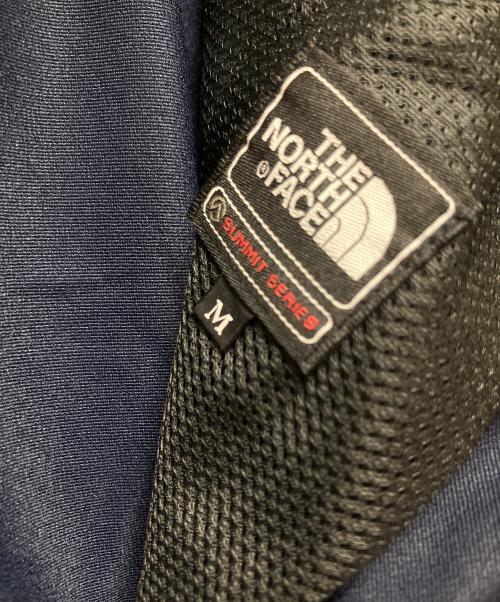 THE
NORTH
FACE®
SUMMIT SERIES
M